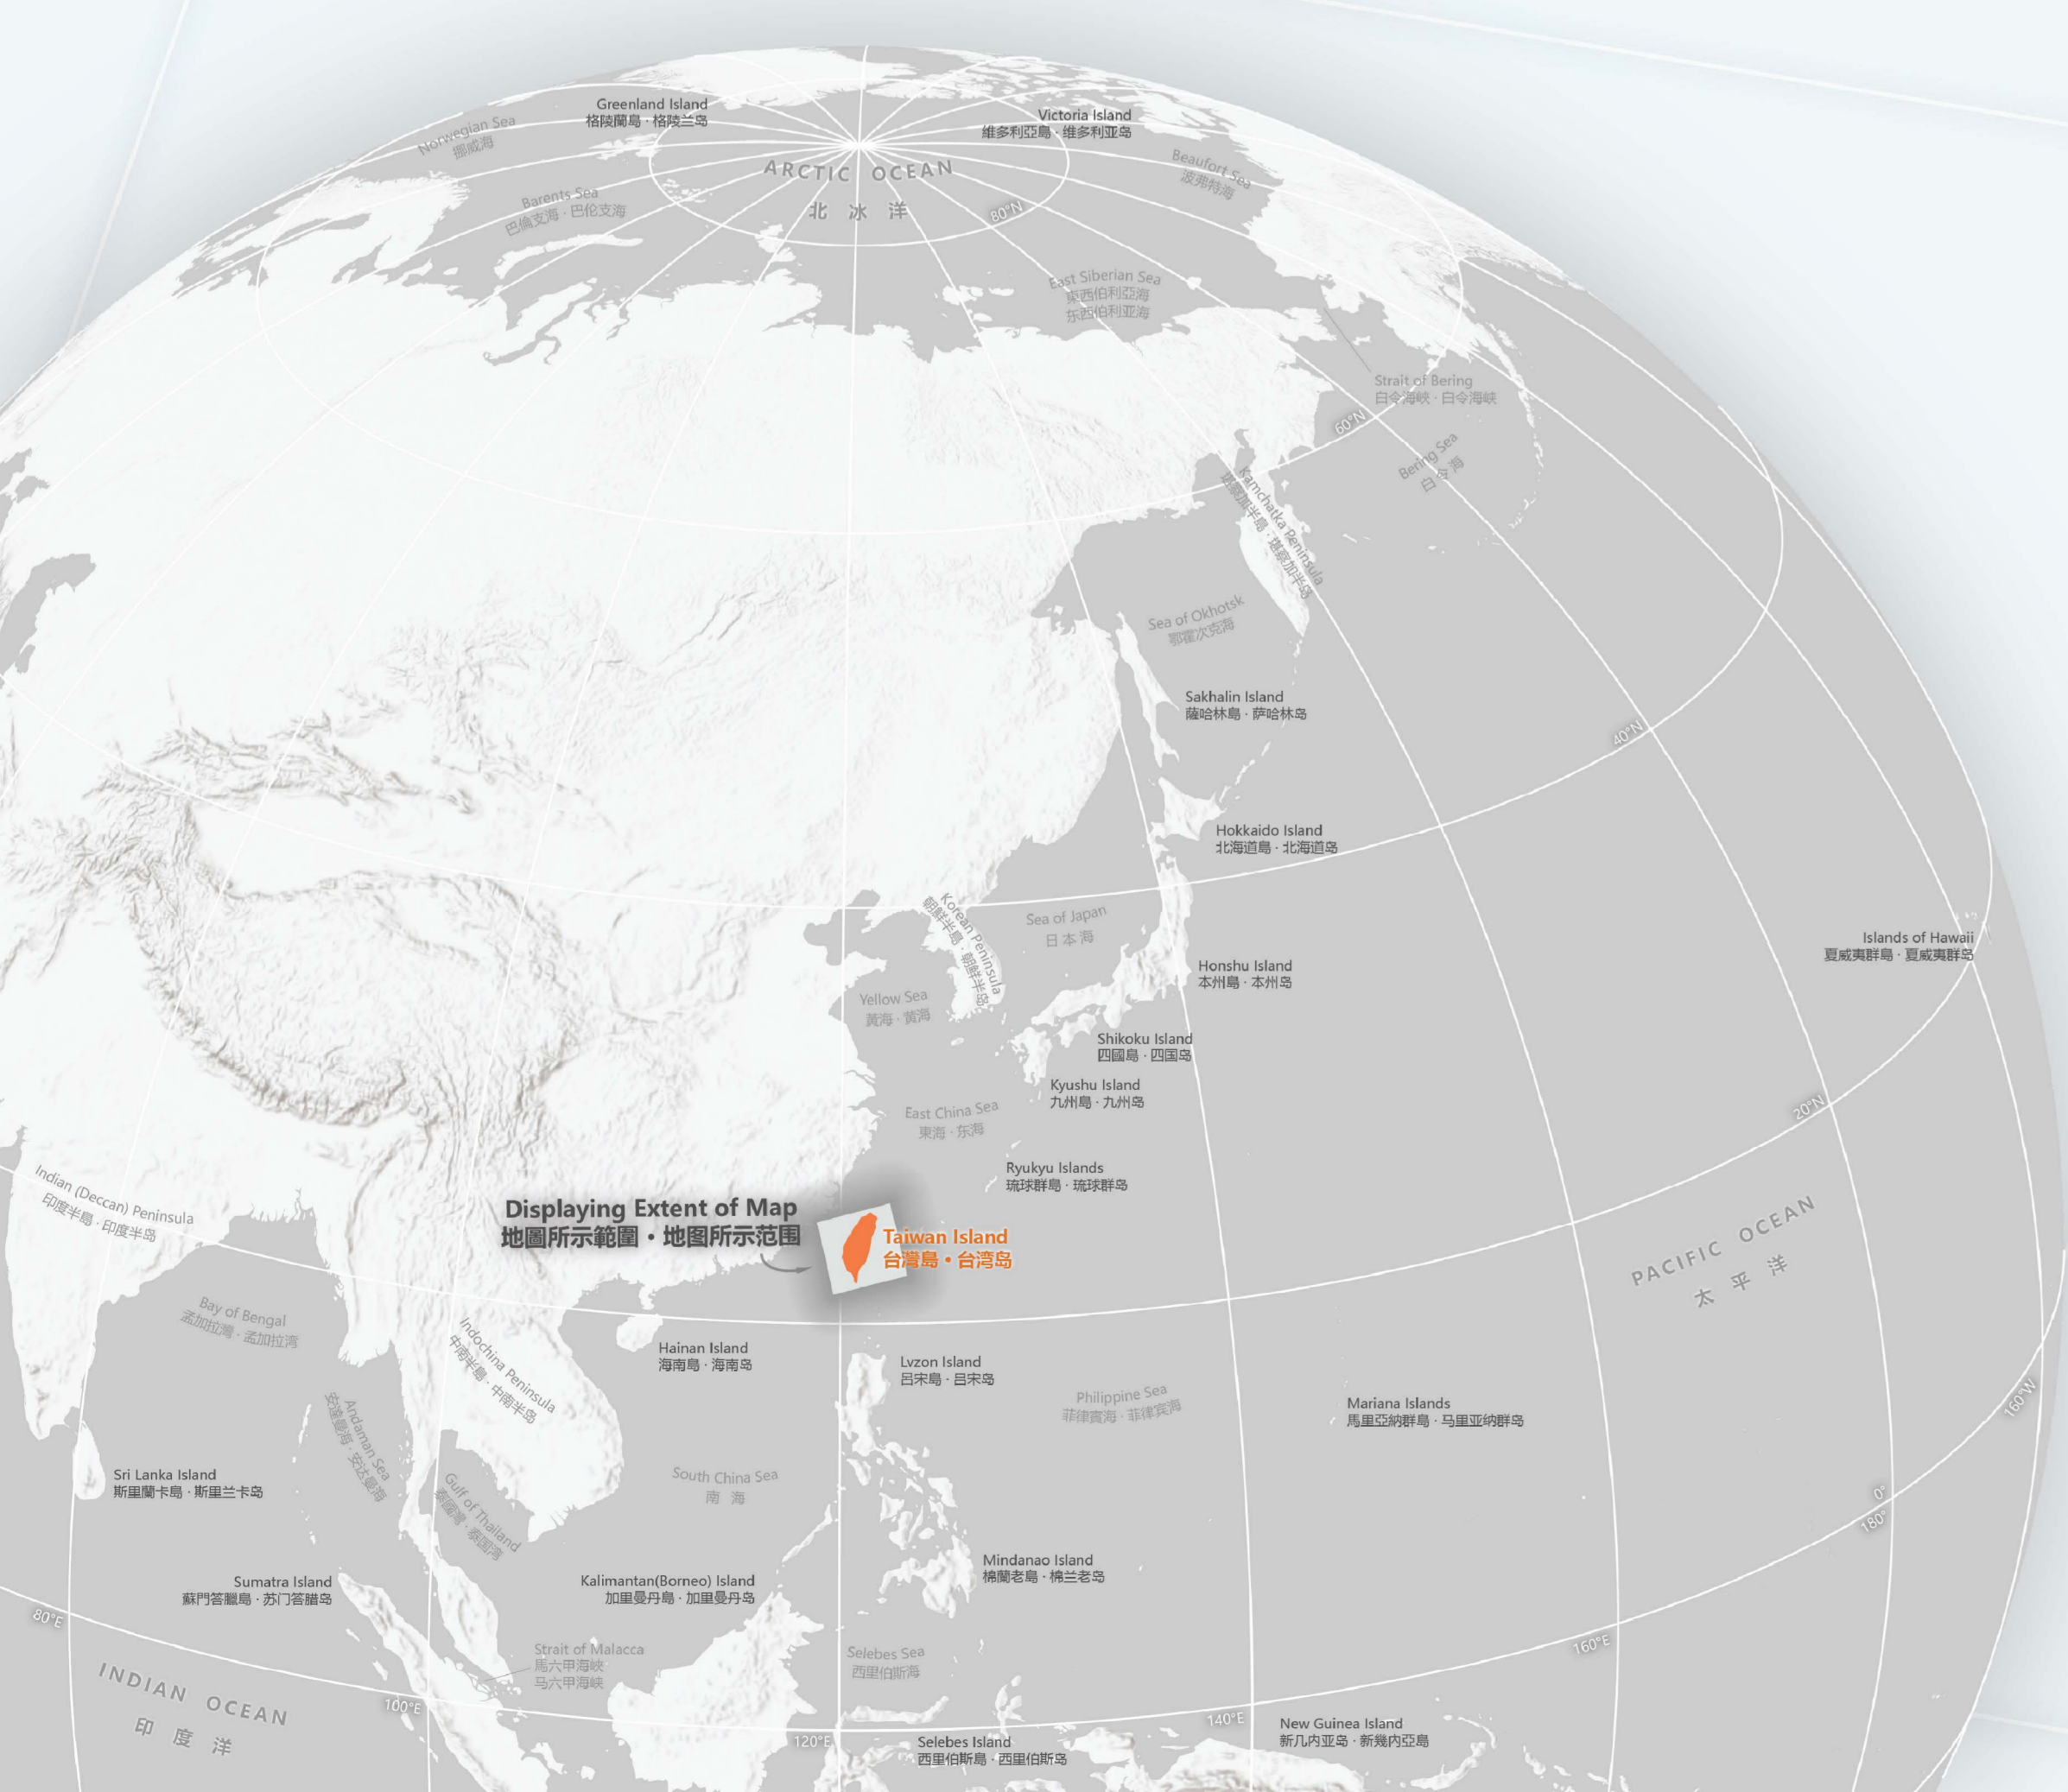 Greenland Island
格陵蘭島 · 格陵兰岛
Victoria Island
維多利亞島 · 维多利亚岛
Norwegian Sea
挪威海
ARCTIC OCEAN
北 冰 洋
Beaufort Sea
波弗特海
Barents Sea
巴倫支海 · 巴伦支海
80°N
East Siberian Sea
東西伯利亞海
东西伯利亚海
Strait of Bering
白令海峽 · 白令海峡
60°N
Bering Sea
白 令 海
Kamchatka Peninsula
堪察加半島 · 堪察加半岛
Sea of Okhotsk
鄂霍次克海
Sakhalin Island
薩哈林島 · 萨哈林岛
40°N
Hokkaido Island
北海道島 · 北海道岛
Korean Peninsula
朝鮮半島 · 朝鲜半岛
Sea of Japan
日 本 海
Islands of Hawaii
夏威夷群島 · 夏威夷群岛
Honshu Island
本州島 · 本州岛
Yellow Sea
黃海 · 黄海
Shikoku Island
四國島 · 四国岛
Kyushu Island
九州島 · 九州岛
20°N
East China Sea
東海 · 东海
Ryukyu Islands
琉球群島 · 琉球群岛
Indian (Deccan) Peninsula
印度半島 · 印度半岛
Displaying Extent of Map
地圖所示範圍 · 地图所示范围
Taiwan Island
台灣島 · 台湾岛
PACIFIC OCEAN
太 平 洋
Bay of Bengal
孟加拉灣 · 孟加拉湾
Indochina Peninsula
中南半島 · 中南半岛
Hainan Island
海南島 · 海南岛
Lvzon Island
呂宋島 · 吕宋岛
Philippine Sea
菲律賓海 · 菲律宾海
Mariana Islands
馬里亞納群島 · 马里亚纳群岛
160°W
Andaman Sea
安達曼海 · 安达曼海
Sri Lanka Island
斯里蘭卡島 · 斯里兰卡岛
Gulf of Thailand
泰國灣 · 泰国湾
South China Sea
南 海
0°
180°
Sumatra Island
蘇門答臘島 · 苏门答腊岛
Kalimantan(Borneo) Island
加里曼丹島 · 加里曼丹岛
Mindanao Island
棉蘭老島 · 棉兰老岛
80°E
Strait of Malacca
馬六甲海峽
马六甲海峡
Selebes Sea
西里伯斯海
160°E
INDIAN OCEAN
印 度 洋
100°E
120°E
140°E
Selebes Island
西里伯斯島 · 西里伯斯岛
New Guinea Island
新几内亚岛 · 新幾内亞島